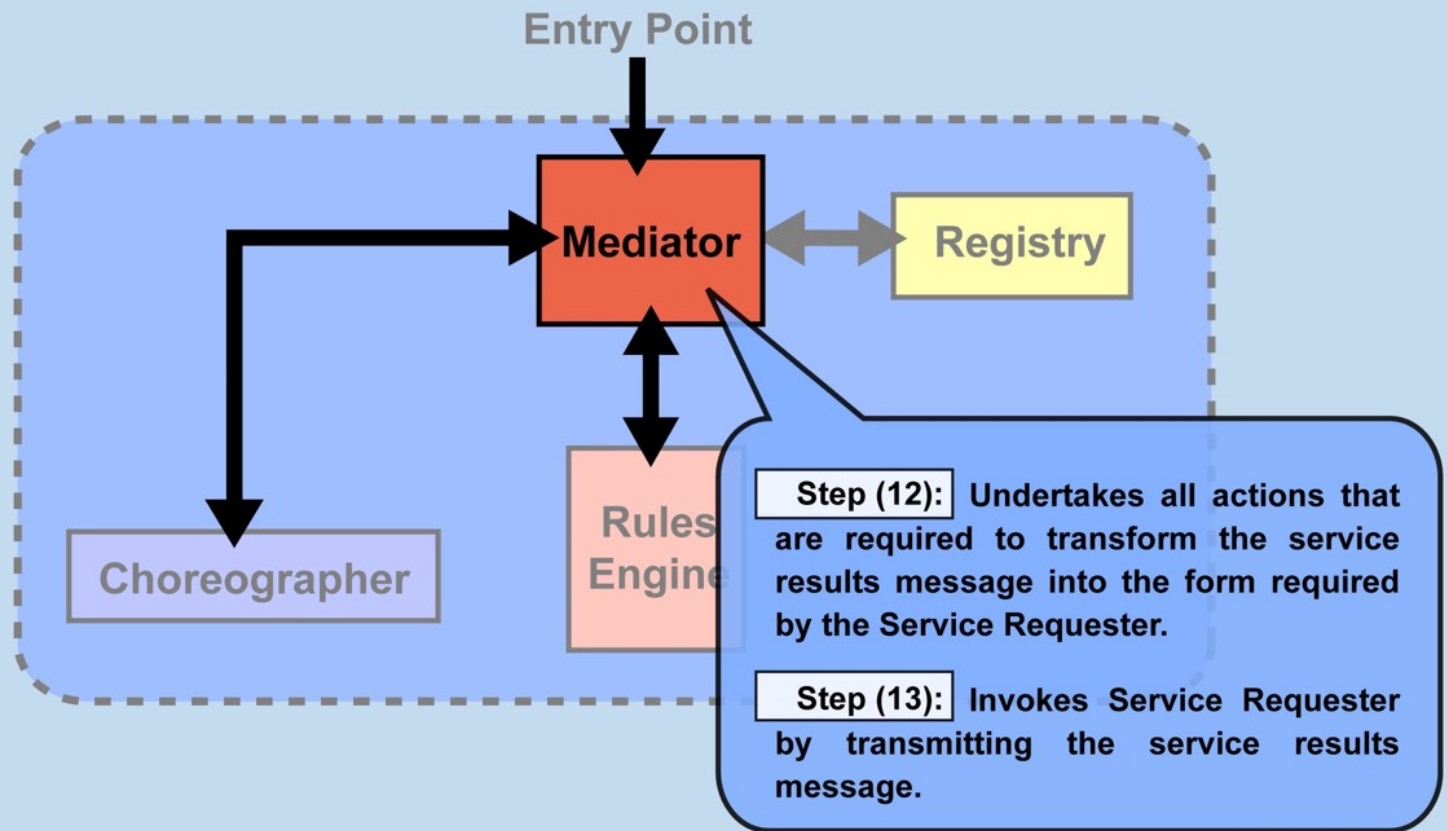 Entry Point
Mediator
Registry
Choreographer
Rules
Engine
Step (12): Undertakes all actions that
are required to transform the service
results message into the form required
by the Service Requester.
Step (13): Invokes Service Requester
by transmitting the service results
message.